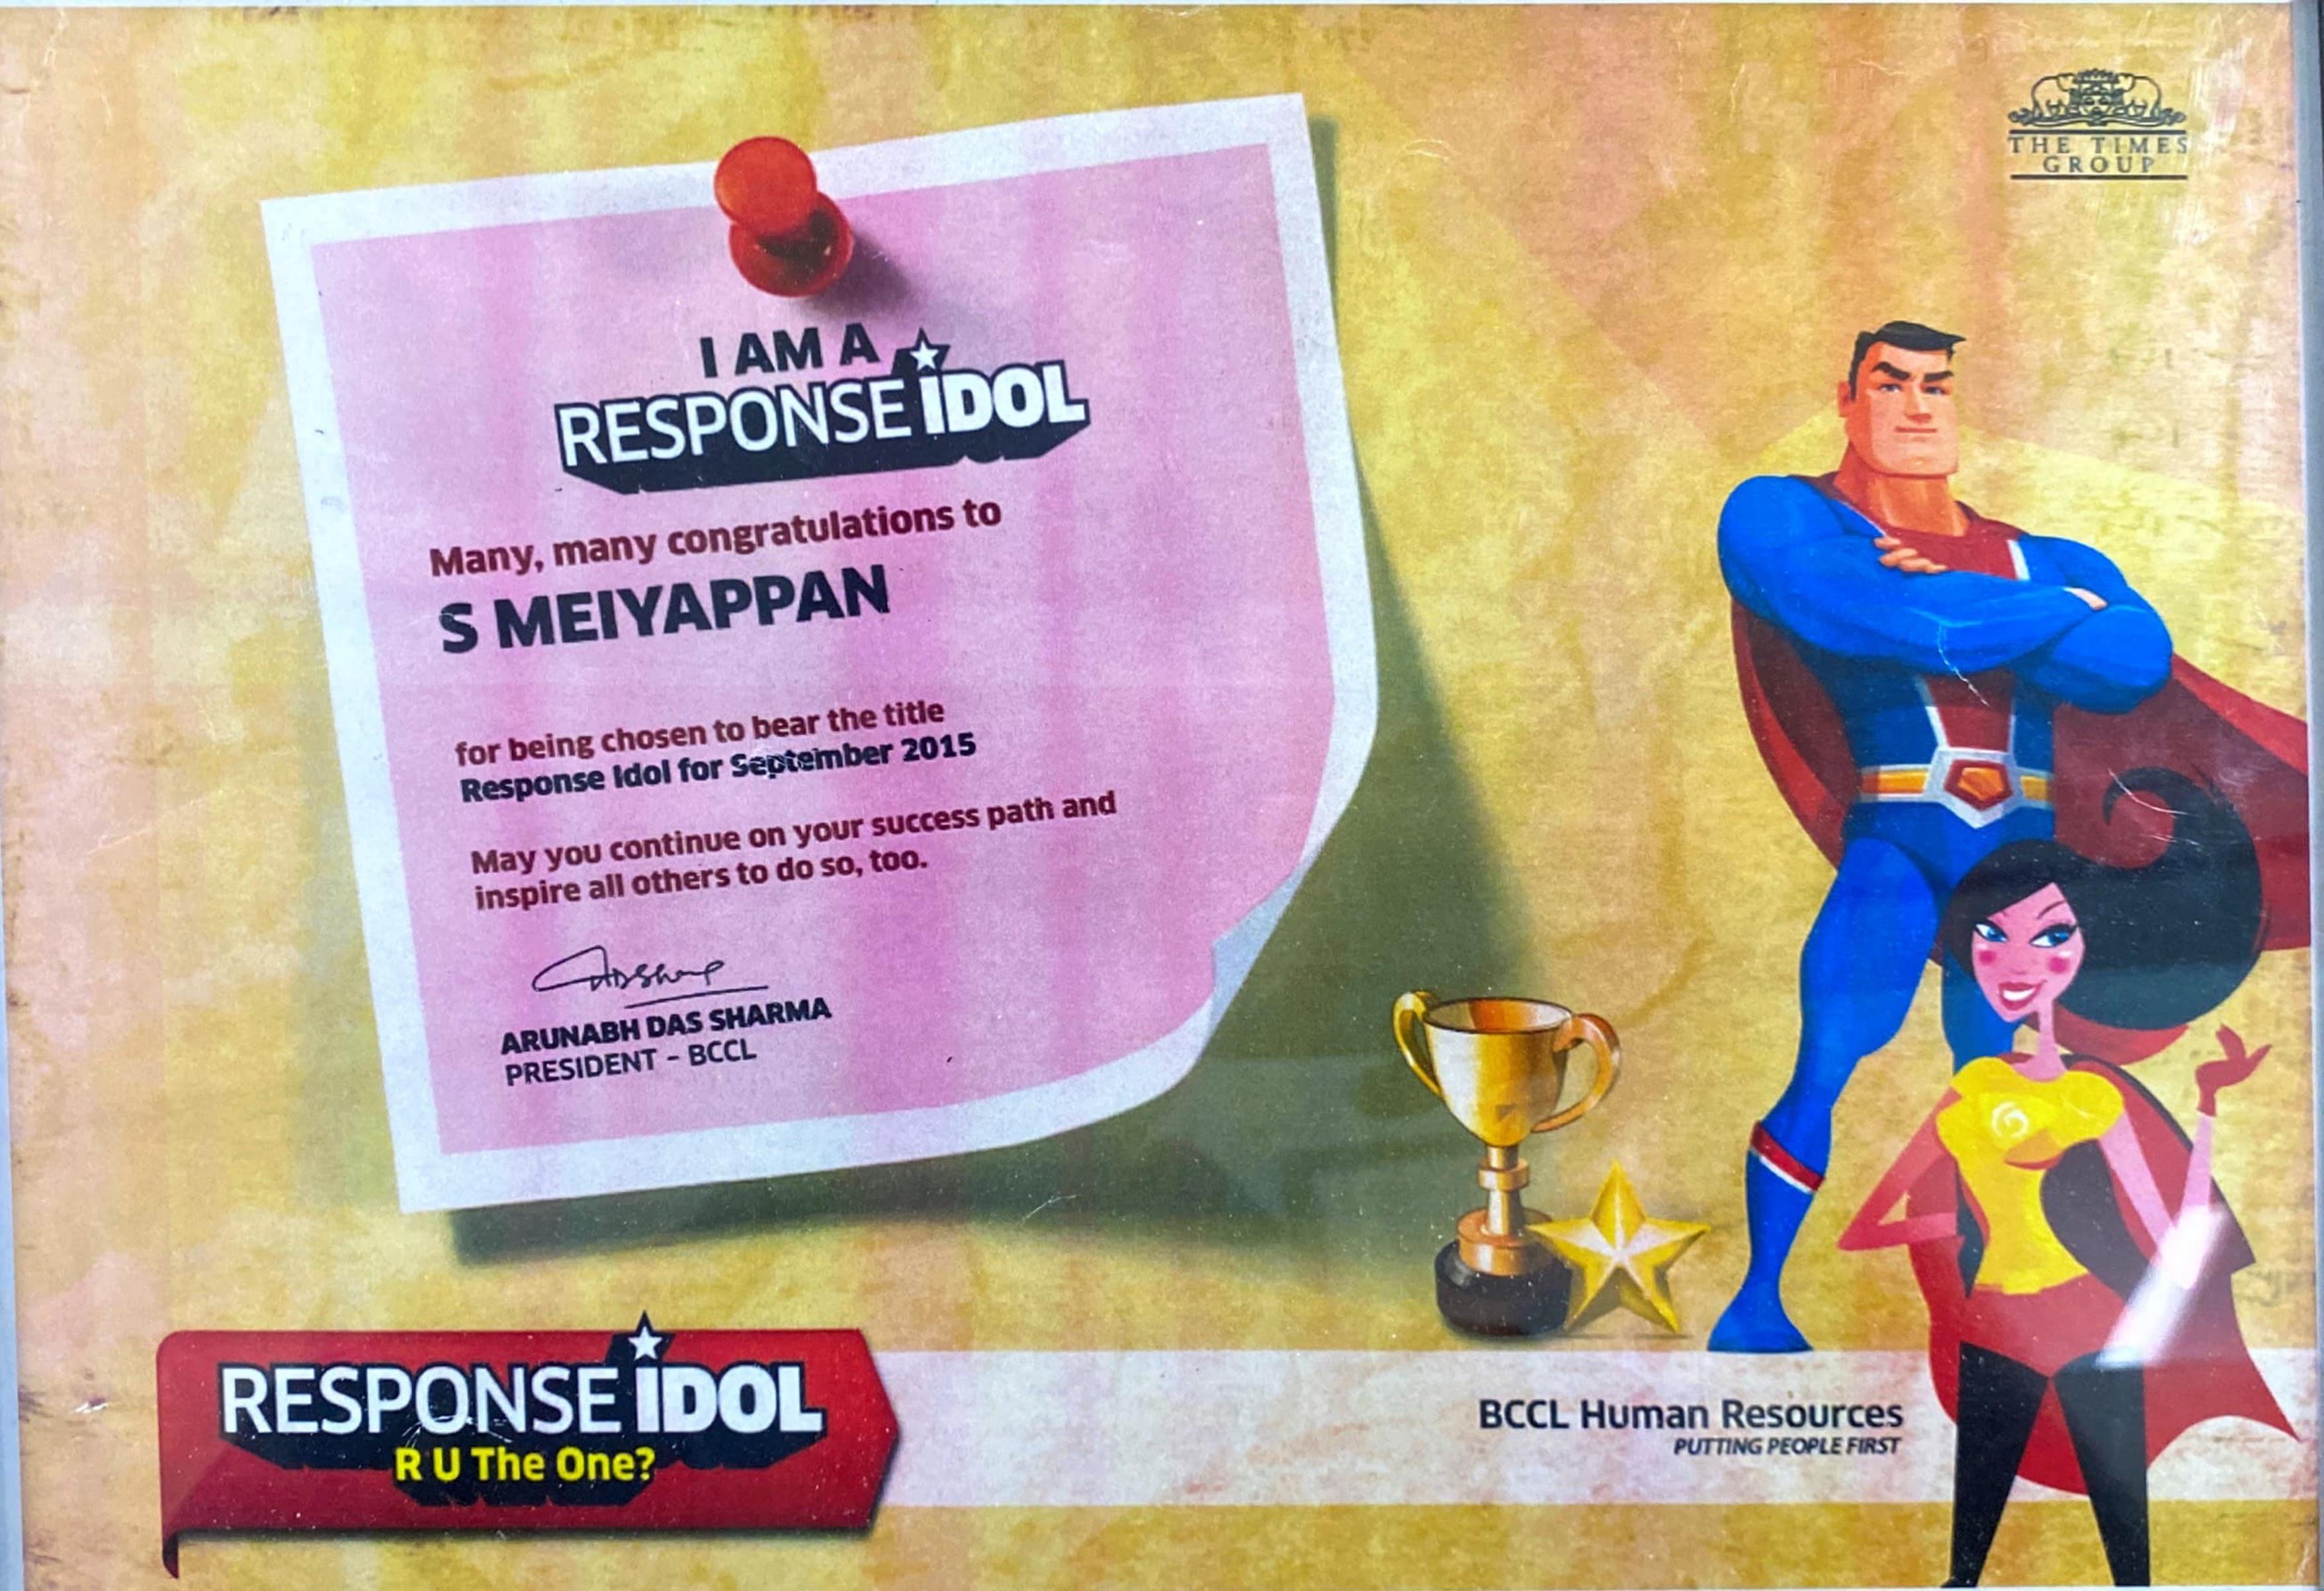 THE TIMES
GROUP
I AM A
RESPONSE IDOL
Many, many congratulations to
S MEIYAPPAN
for being chosen to bear the title
Response Idol for September 2015
May you continue on your success path and
inspire all others to do so, too.
ARUNABH DAS SHARMA
PRESIDENT - BCCL
RESPONSE IDOL
R U The One?
BCCL Human Resources
PUTTING PEOPLE FIRST